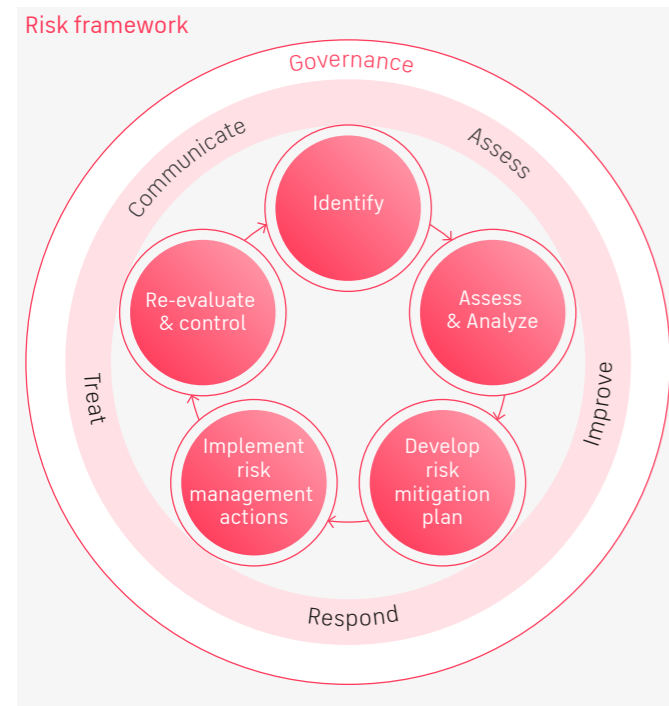 Risk framework
Governance
Communicate
Assess
Identify
Re-evaluate
& control
Assess
& Analyze
Treat
Improve
Implement
risk
management
actions
Develop
risk
mitigation
plan
Respond